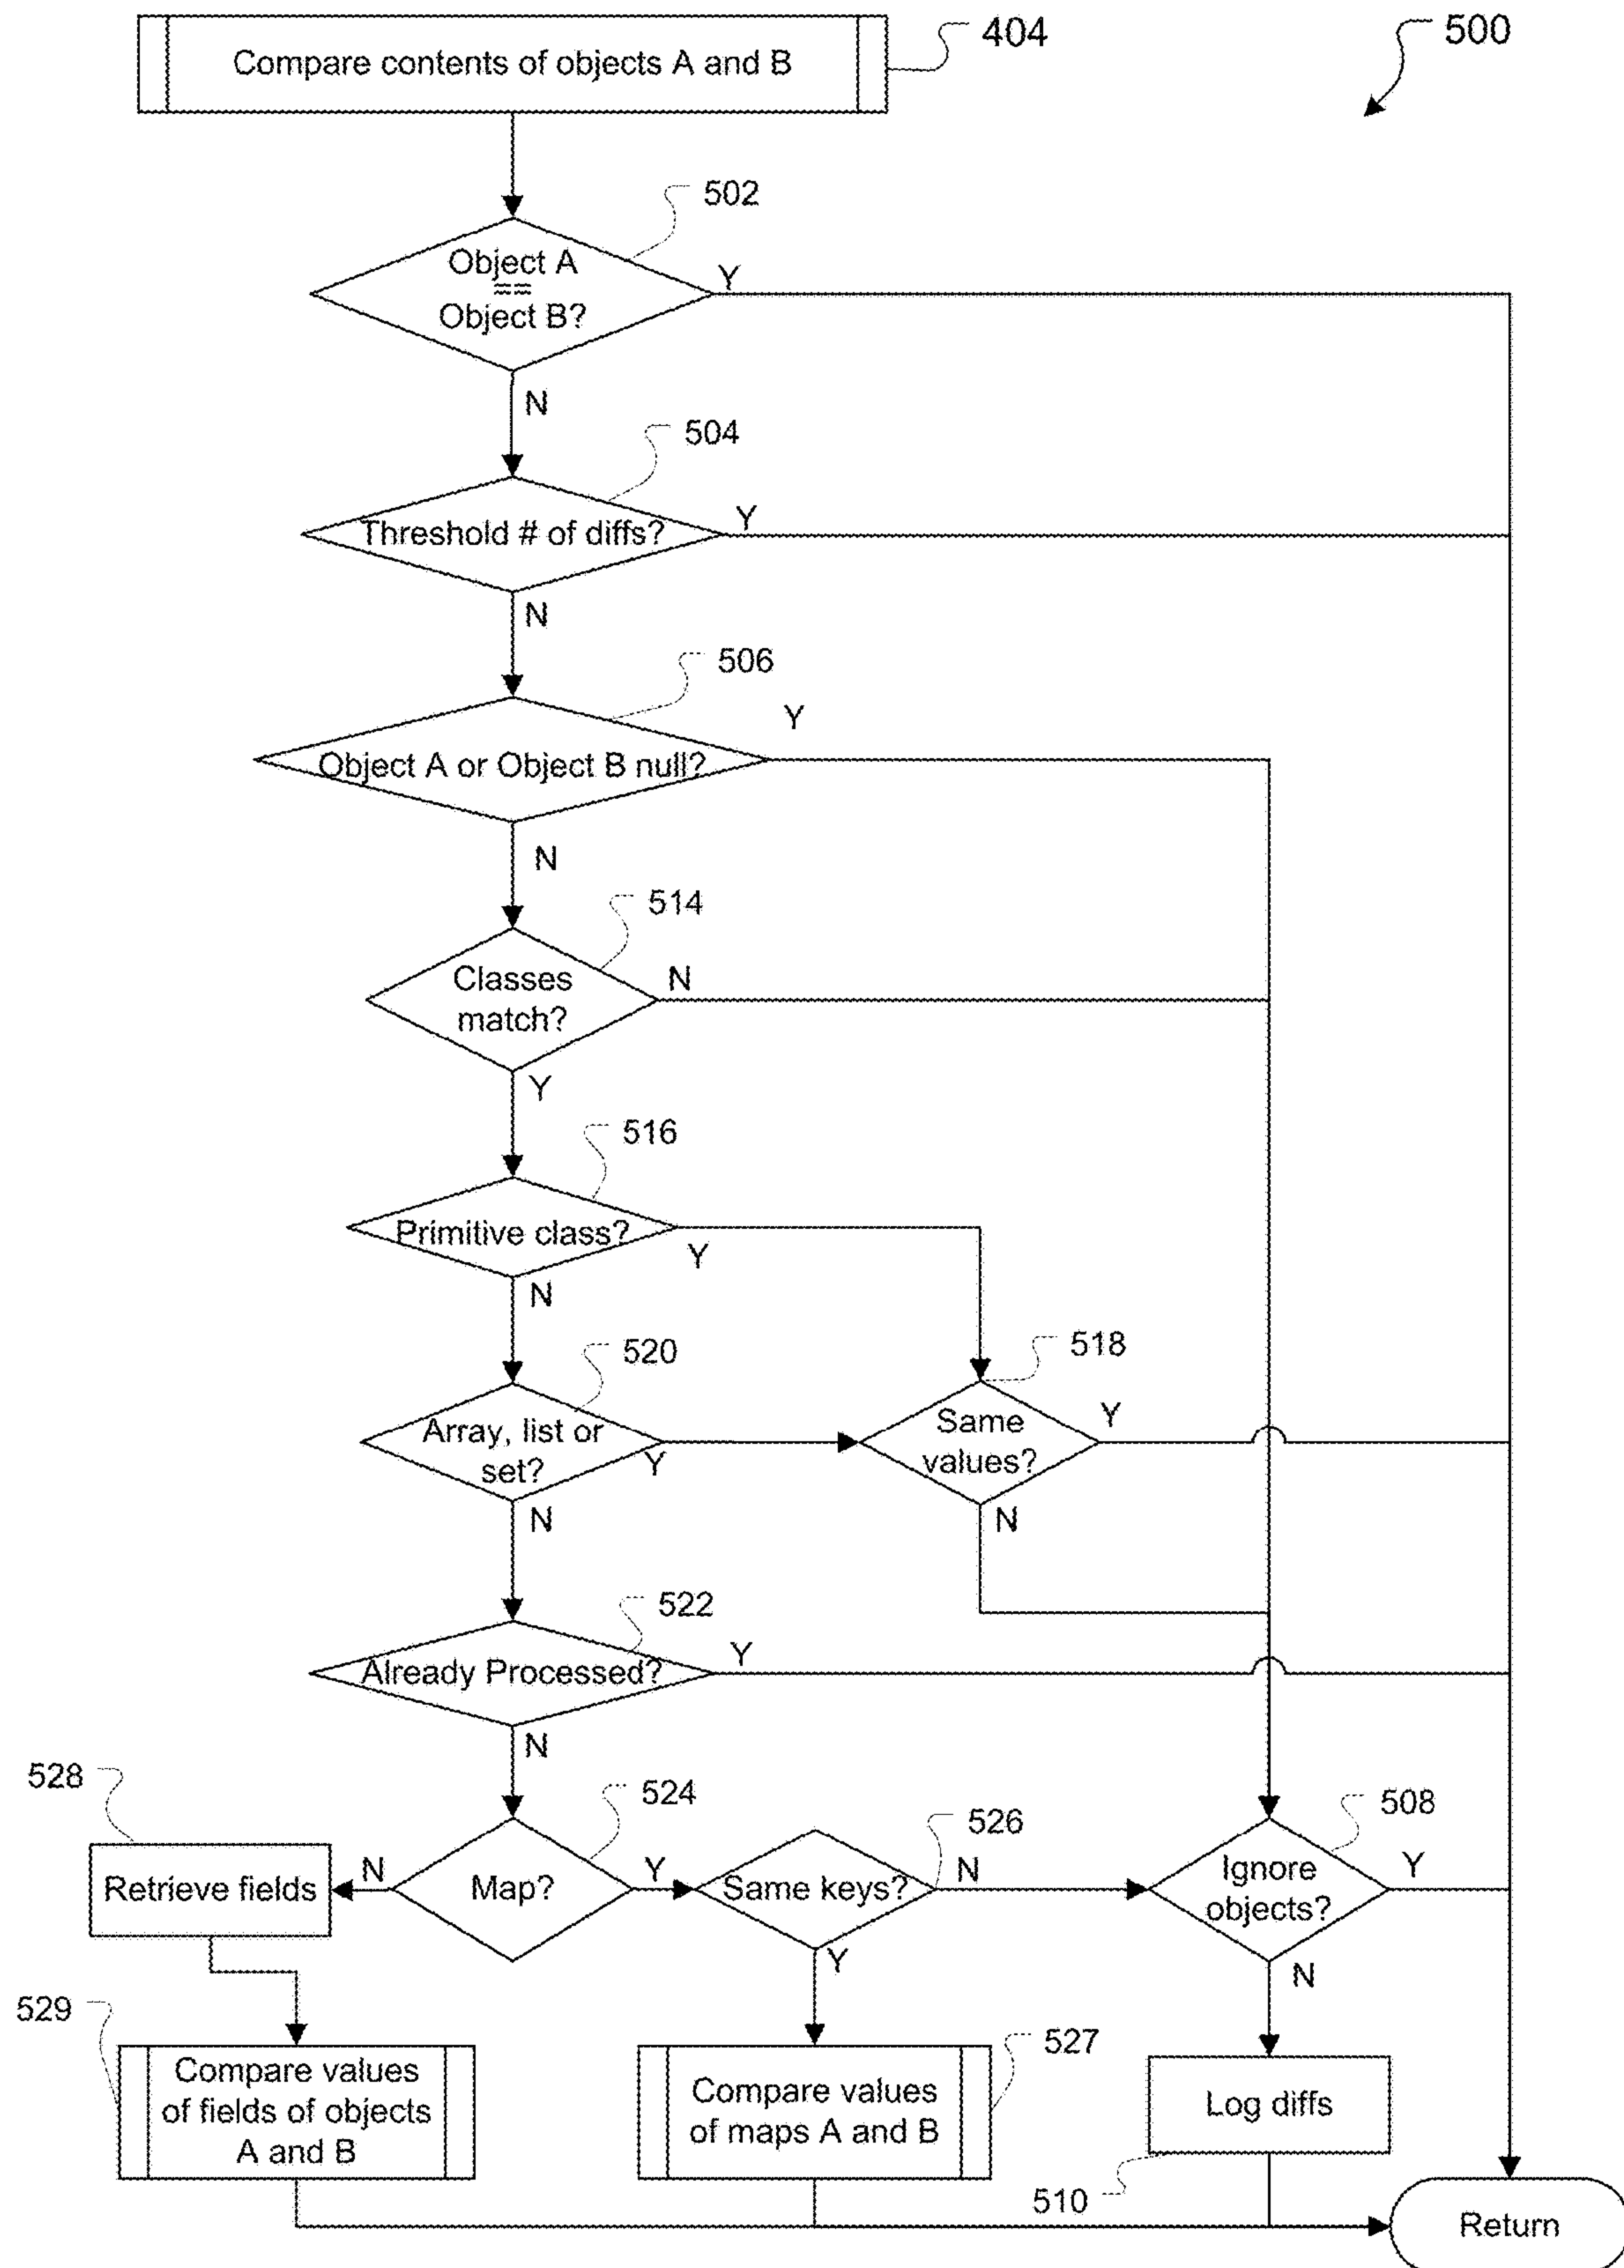 Compare contents of objects A and B
404
500
502
Object A
==
Object B?
Y
N
504
Threshold # of diffs?
Y
N
506
Object A or Object B null?
Y
N
514
Classes
match?
N
Y
516
Primitive class?
Y
N
520
Array, list or
set?
Y
N
518
Same
values?
Y
N
522
Already Processed?
Y
N
528
Retrieve fields
N
524
Map?
Y
526
Same keys?
N
Y
508
Ignore
objects?
Y
N
529
Compare values
of fields of objects
A and B
527
Compare values
of maps A and B
Log diffs
510
Return